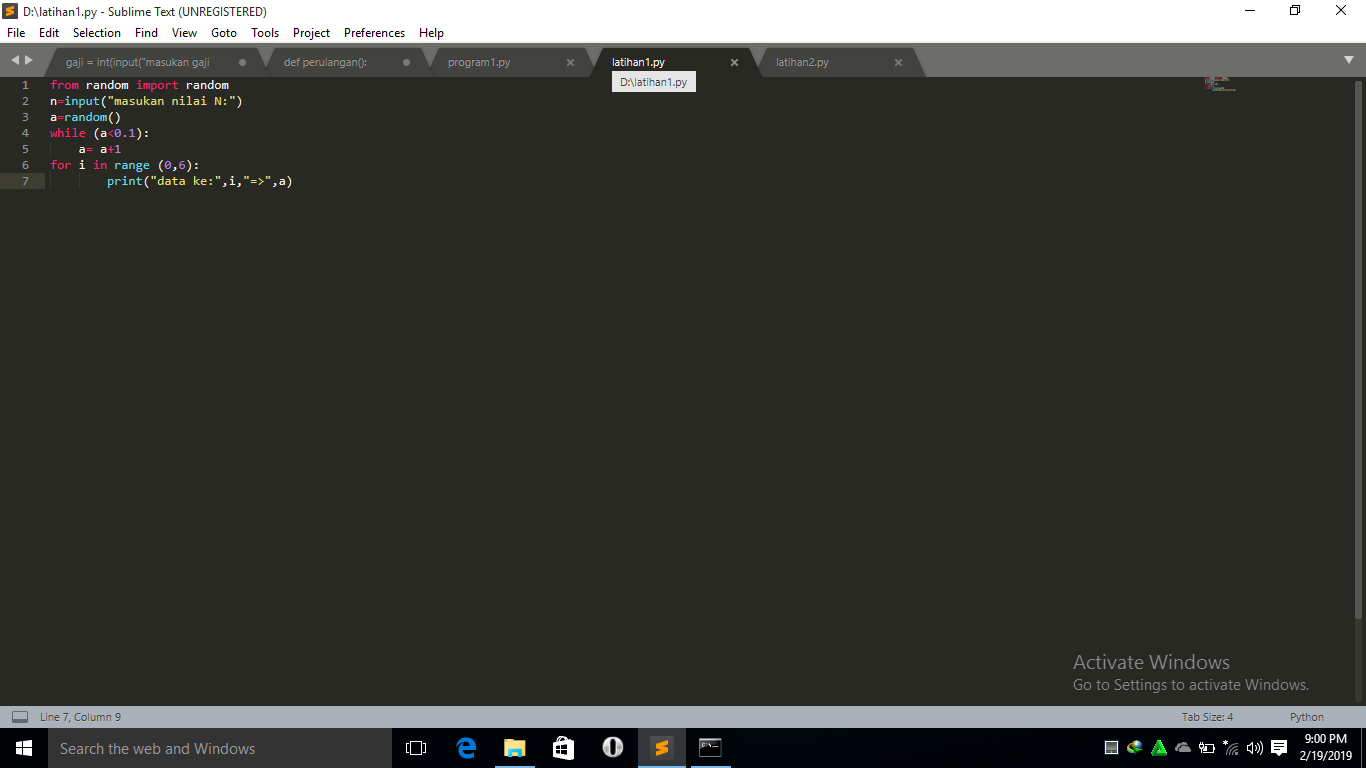 D:\latihan1.py - Sublime Text (UNREGISTERED)
File Edit Selection Find View Goto Tools Project Preferences Help
gaji = int(input("masukan gaji def perulangan(): program1.py latihan1.py latihan2.py
D:\latihan1.py
1 from random import random
2 n=input("masukan nilai N:")
3 a=random()
4 while (a<0.1):
5     a= a+1
6 for i in range (0,6):
7         print("data ke:",i,"=>",a)
Activate Windows
Go to Settings to activate Windows.
Line 7, Column 9 Tab Size: 4 Python
Search the web and Windows
9:00 PM
2/19/2019